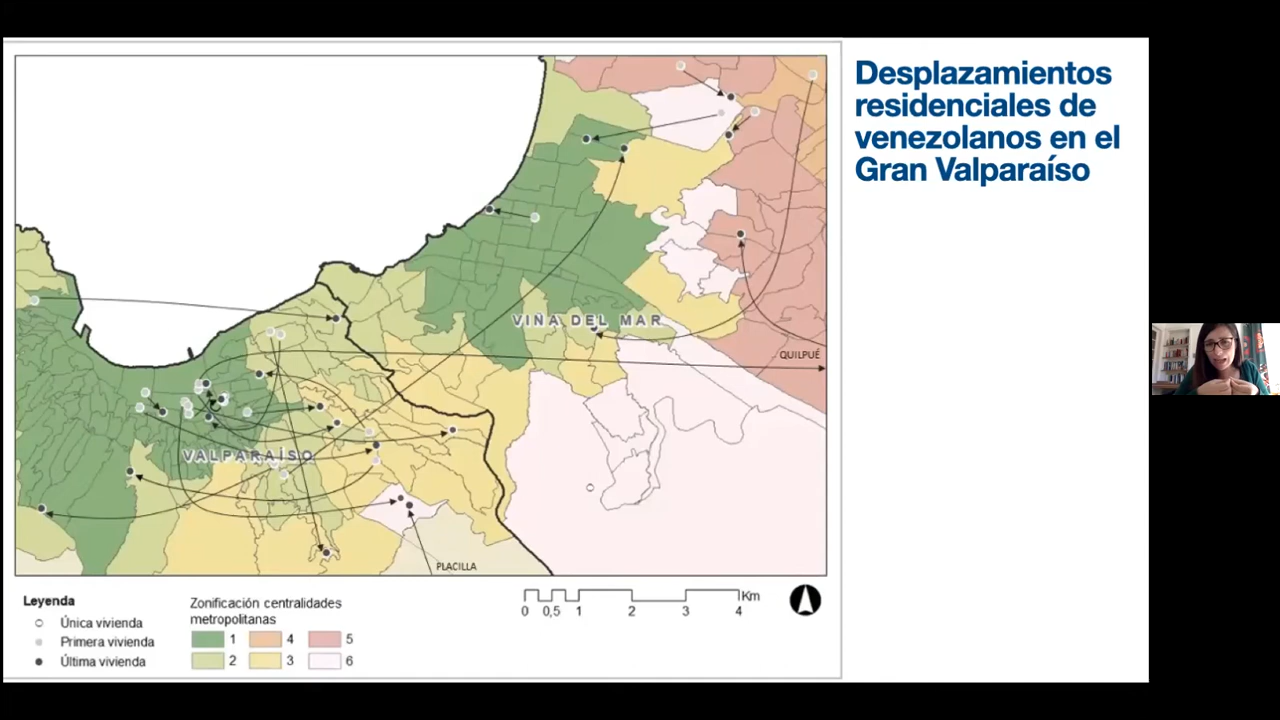 Desplazamientos
residenciales de
venezolanos en el
Gran Valparaíso
VIÑA DEL MAR
QUILPUÉ
VALPARAÍSO
PLACILLA
Leyenda
Única vivienda
Primera vivienda
Última vivienda
Zonificación centralidades
metropolitanas
1 4 5
2 3 6
Km
0 0,5 1 2 3 4